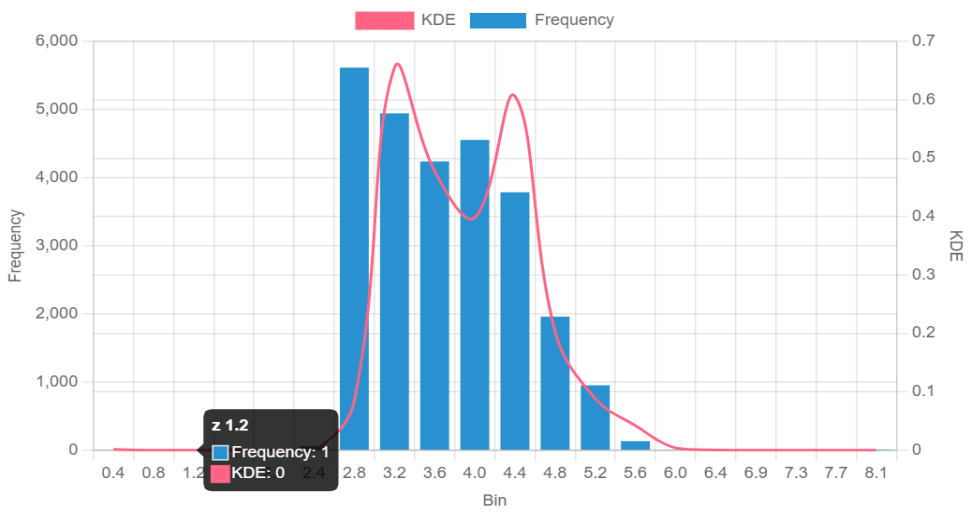 KDE Frequency
6,000 0.7
5,000 0.6
4,000 0.5
3,000 0.4
2,000 0.3
1,000 0.2
0 0.1
0
Frequency
KDE
z 1.2
Frequency: 1
KDE: 0
0.4 0.8 1.2 2.4 2.8 3.2 3.6 4.0 4.4 4.8 5.2 5.6 6.0 6.4 6.9 7.3 7.7 8.1
Bin